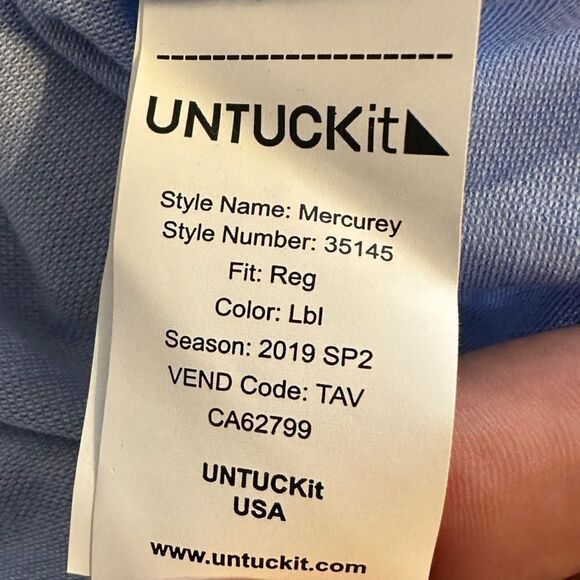 UNTUCKit
Style Name: Mercurey
Style Number: 35145
Fit: Reg
Color: Lbl
Season: 2019 SP2
VEND Code: TAV
CA62799
UNTUCKit
USA
www.untuckit.com